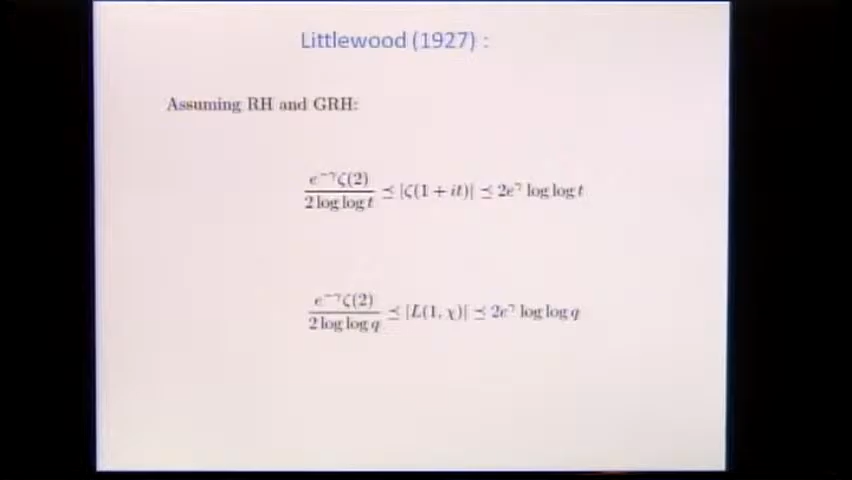 Littlewood (1927) :
Assuming RH and GRH:
e^{-γ}ζ(2) / 2 log log t ⪯ |ζ(1 + it)| ⪯ 2e^γ log log t
e^{-γ}ζ(2) / 2 log log q ⪯ |L(1, χ)| ⪯ 2e^γ log log q